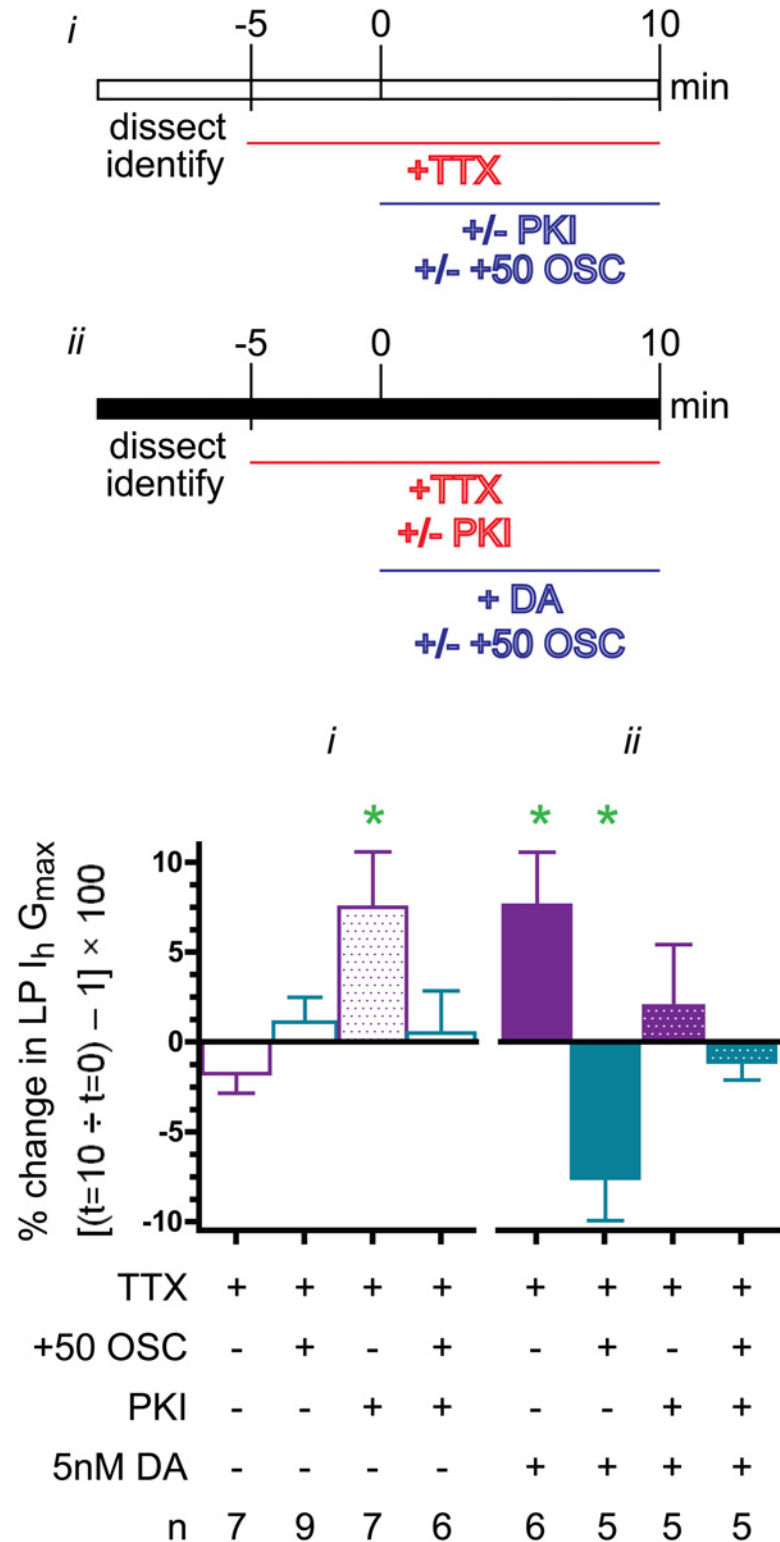 i
-5 0 10
min
dissect
identify
+TTX
+/- PKI
+/- +50 OSC
ii
-5 0 10
min
dissect
identify
+TTX
+/- PKI
+ DA
+/- +50 OSC
i ii
* * *
% change in LP Ih Gmax
[(t=10 ÷ t=0) – 1] × 100
10
5
0
-5
-10
TTX + + + + + + + +
+50 OSC - + - + - + - +
PKI - - + + - - + +
5nM DA - - - - + + + +
n 7 9 7 6 6 5 5 5